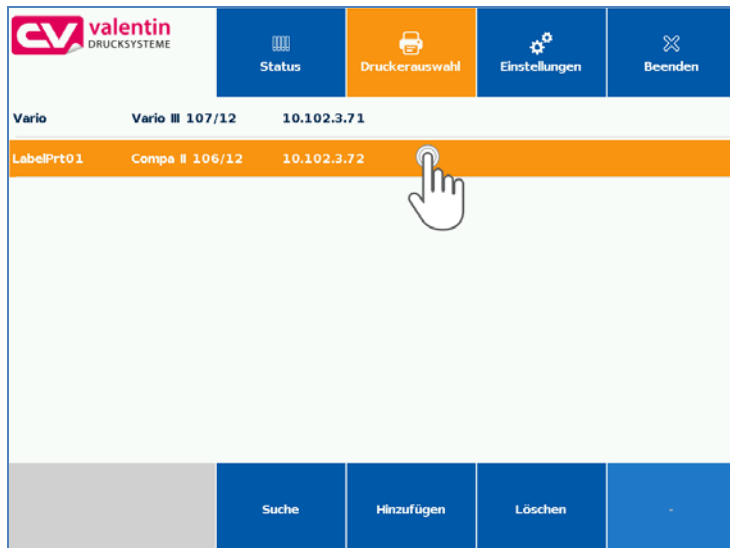 CV valentin
DRUCKSYSTEME
Status Druckerauswahl Einstellungen Beenden
Vario Vario III 107/12 10.102.3.71
LabelPrt01 Compa II 106/12 10.102.3.72
Suche Hinzufügen Löschen -